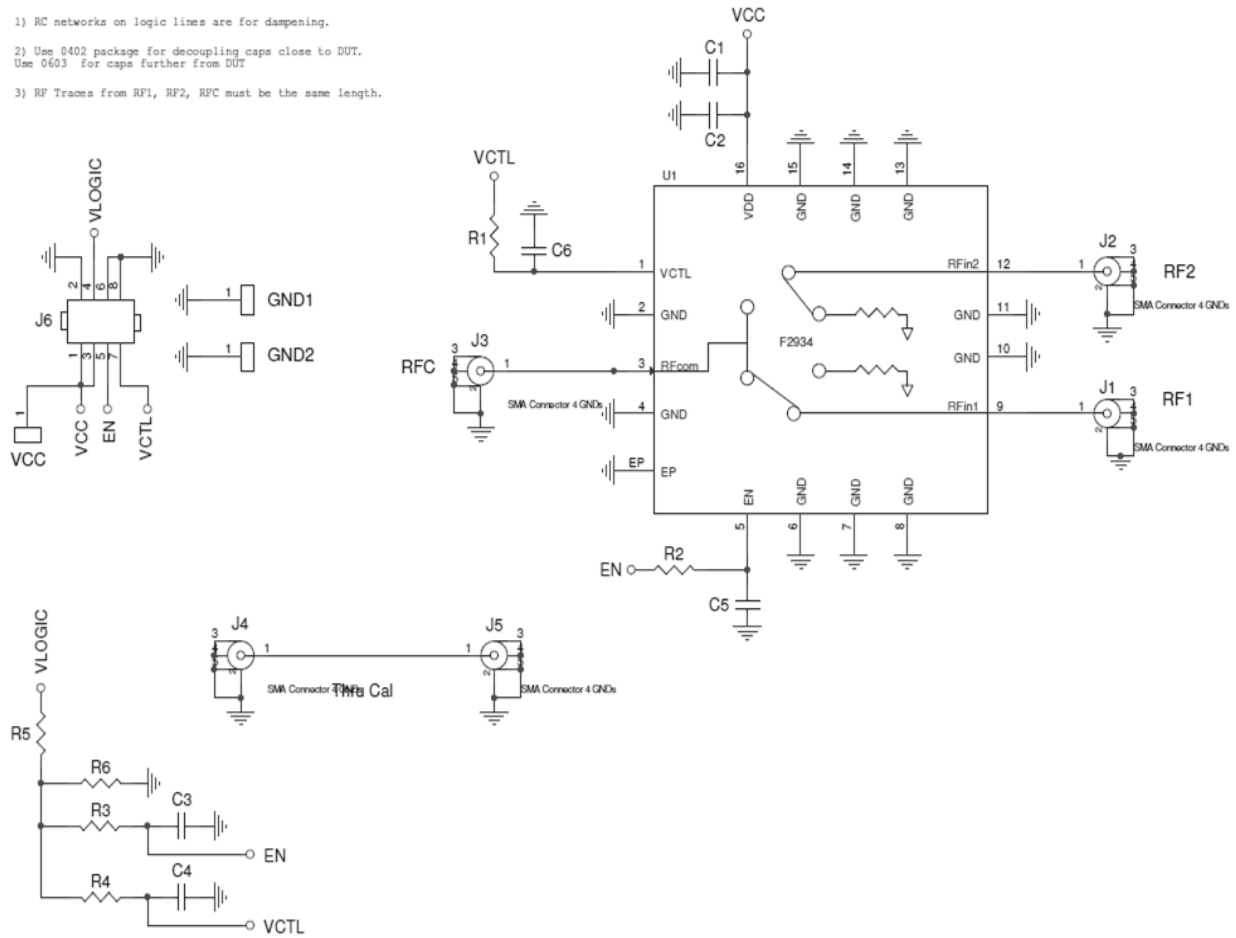 1) RC networks on logic lines are for dampening.
2) Use 0402 package for decoupling caps close to DUT.
Use 0603 for caps further from DUT
3) RF Traces from RF1, RF2, RFC must be the same length.
VCC
C1
C2
16
15
14
13
U1
VDD
GND
GND
GND
VCTL
R1
C6
1
VCTL
2
GND
RFC
J3
3
2
1
SMA Connector 4 GNDs
3
RFcom
4
GND
EP
EP
F2934
RFin2
12
1
J2
3
2
RF2
SMA Connector 4 GNDs
GND
11
GND
10
RFin1
9
1
J1
3
2
RF1
SMA Connector 4 GNDs
EN
GND
GND
GND
5
6
7
8
EN
R2
C5
VLOGIC
2
4
6
8
J6
1
3
5
7
1
VCC
VCC
EN
VCTL
1
GND1
1
GND2
J4
3
2
1
SMA Connector 4 GNDs
Thru Cal
1
J5
3
2
SMA Connector 4 GNDs
VLOGIC
R5
R6
R3
C3
EN
R4
C4
VCTL